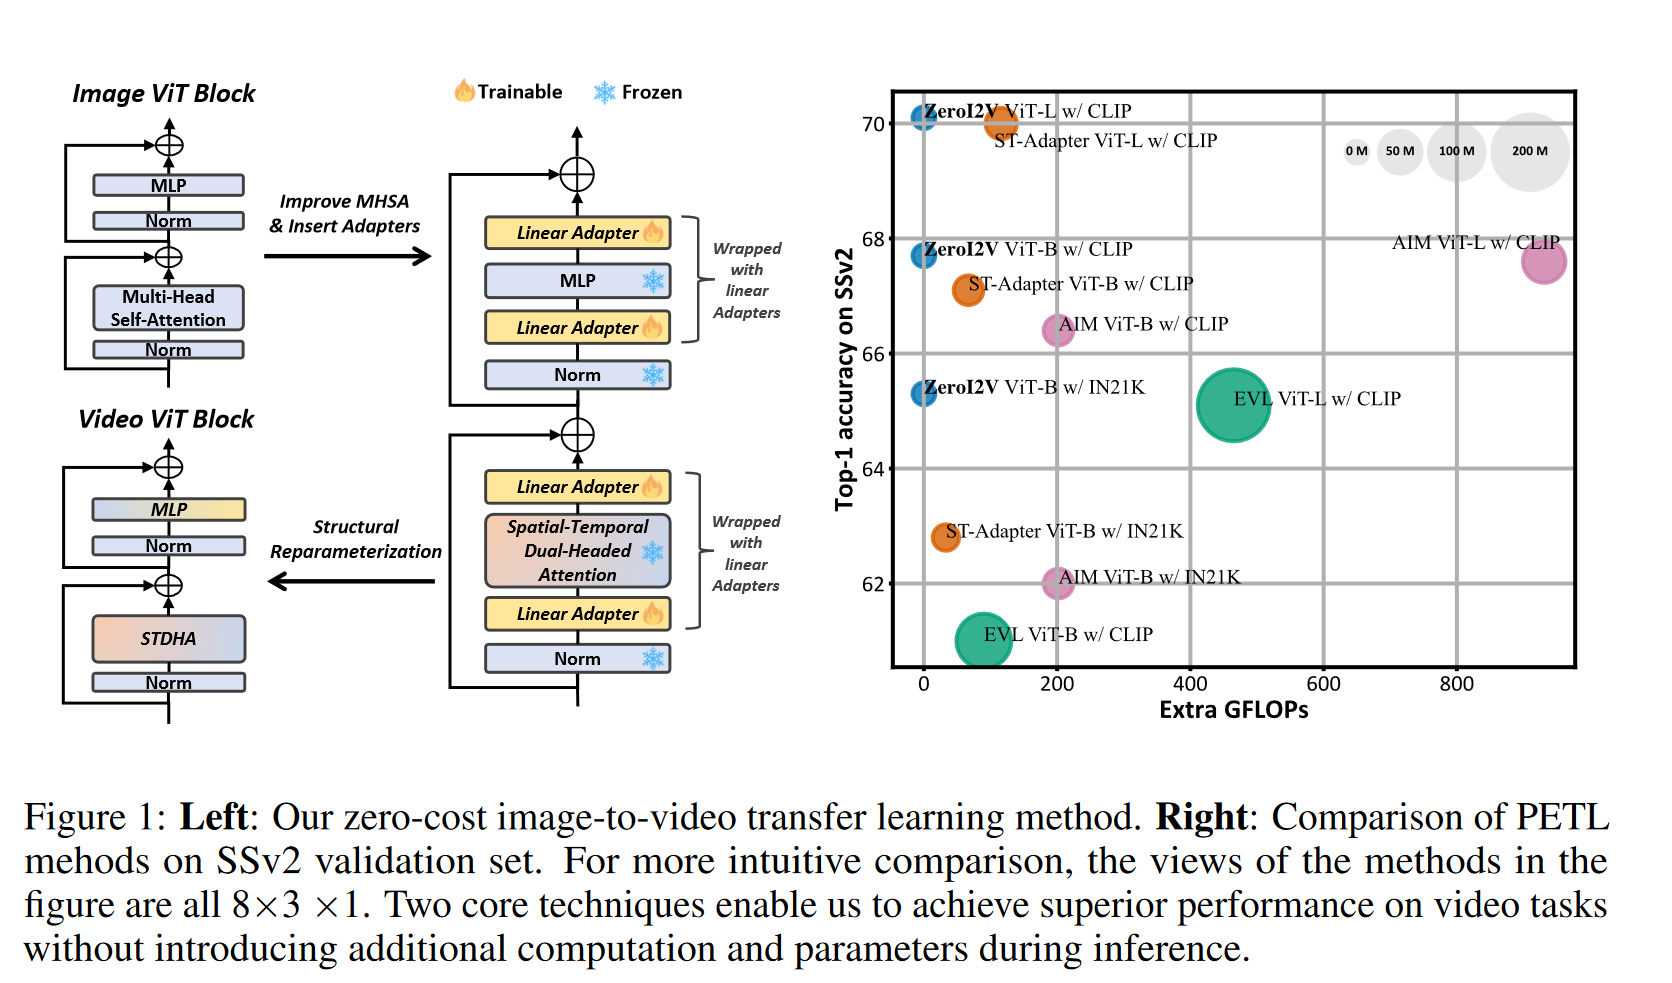 Image ViT Block
MLP
Norm
Multi-Head
Self-Attention
Norm
Improve MHSA
& Insert Adapters
Video ViT Block
MLP
Norm
STDHA
Norm
Structural
Reparameterization
Trainable
Frozen
Linear Adapter
MLP
Linear Adapter
Norm
Wrapped
with
linear
Adapters
Linear Adapter
Spatial-Temporal
Dual-Headed
Attention
Linear Adapter
Norm
Wrapped
with
linear
Adapters
Top-1 accuracy on SSv2
70
68
66
64
62
ZeroI2V ViT-L w/ CLIP
ST-Adapter ViT-L w/ CLIP
0 M
50 M
100 M
200 M
ZeroI2V ViT-B w/ CLIP
AIM ViT-L w/ CLIP
ST-Adapter ViT-B w/ CLIP
AIM ViT-B w/ CLIP
ZeroI2V ViT-B w/ IN21K
EVL ViT-L w/ CLIP
ST-Adapter ViT-B w/ IN21K
AIM ViT-B w/ IN21K
EVL ViT-B w/ CLIP
0
200
400
600
800
Extra GFLOPs
Figure 1: Left: Our zero-cost image-to-video transfer learning method. Right: Comparison of PETL
mehods on SSv2 validation set. For more intuitive comparison, the views of the methods in the
figure are all 8×3 ×1. Two core techniques enable us to achieve superior performance on video tasks
without introducing additional computation and parameters during inference.